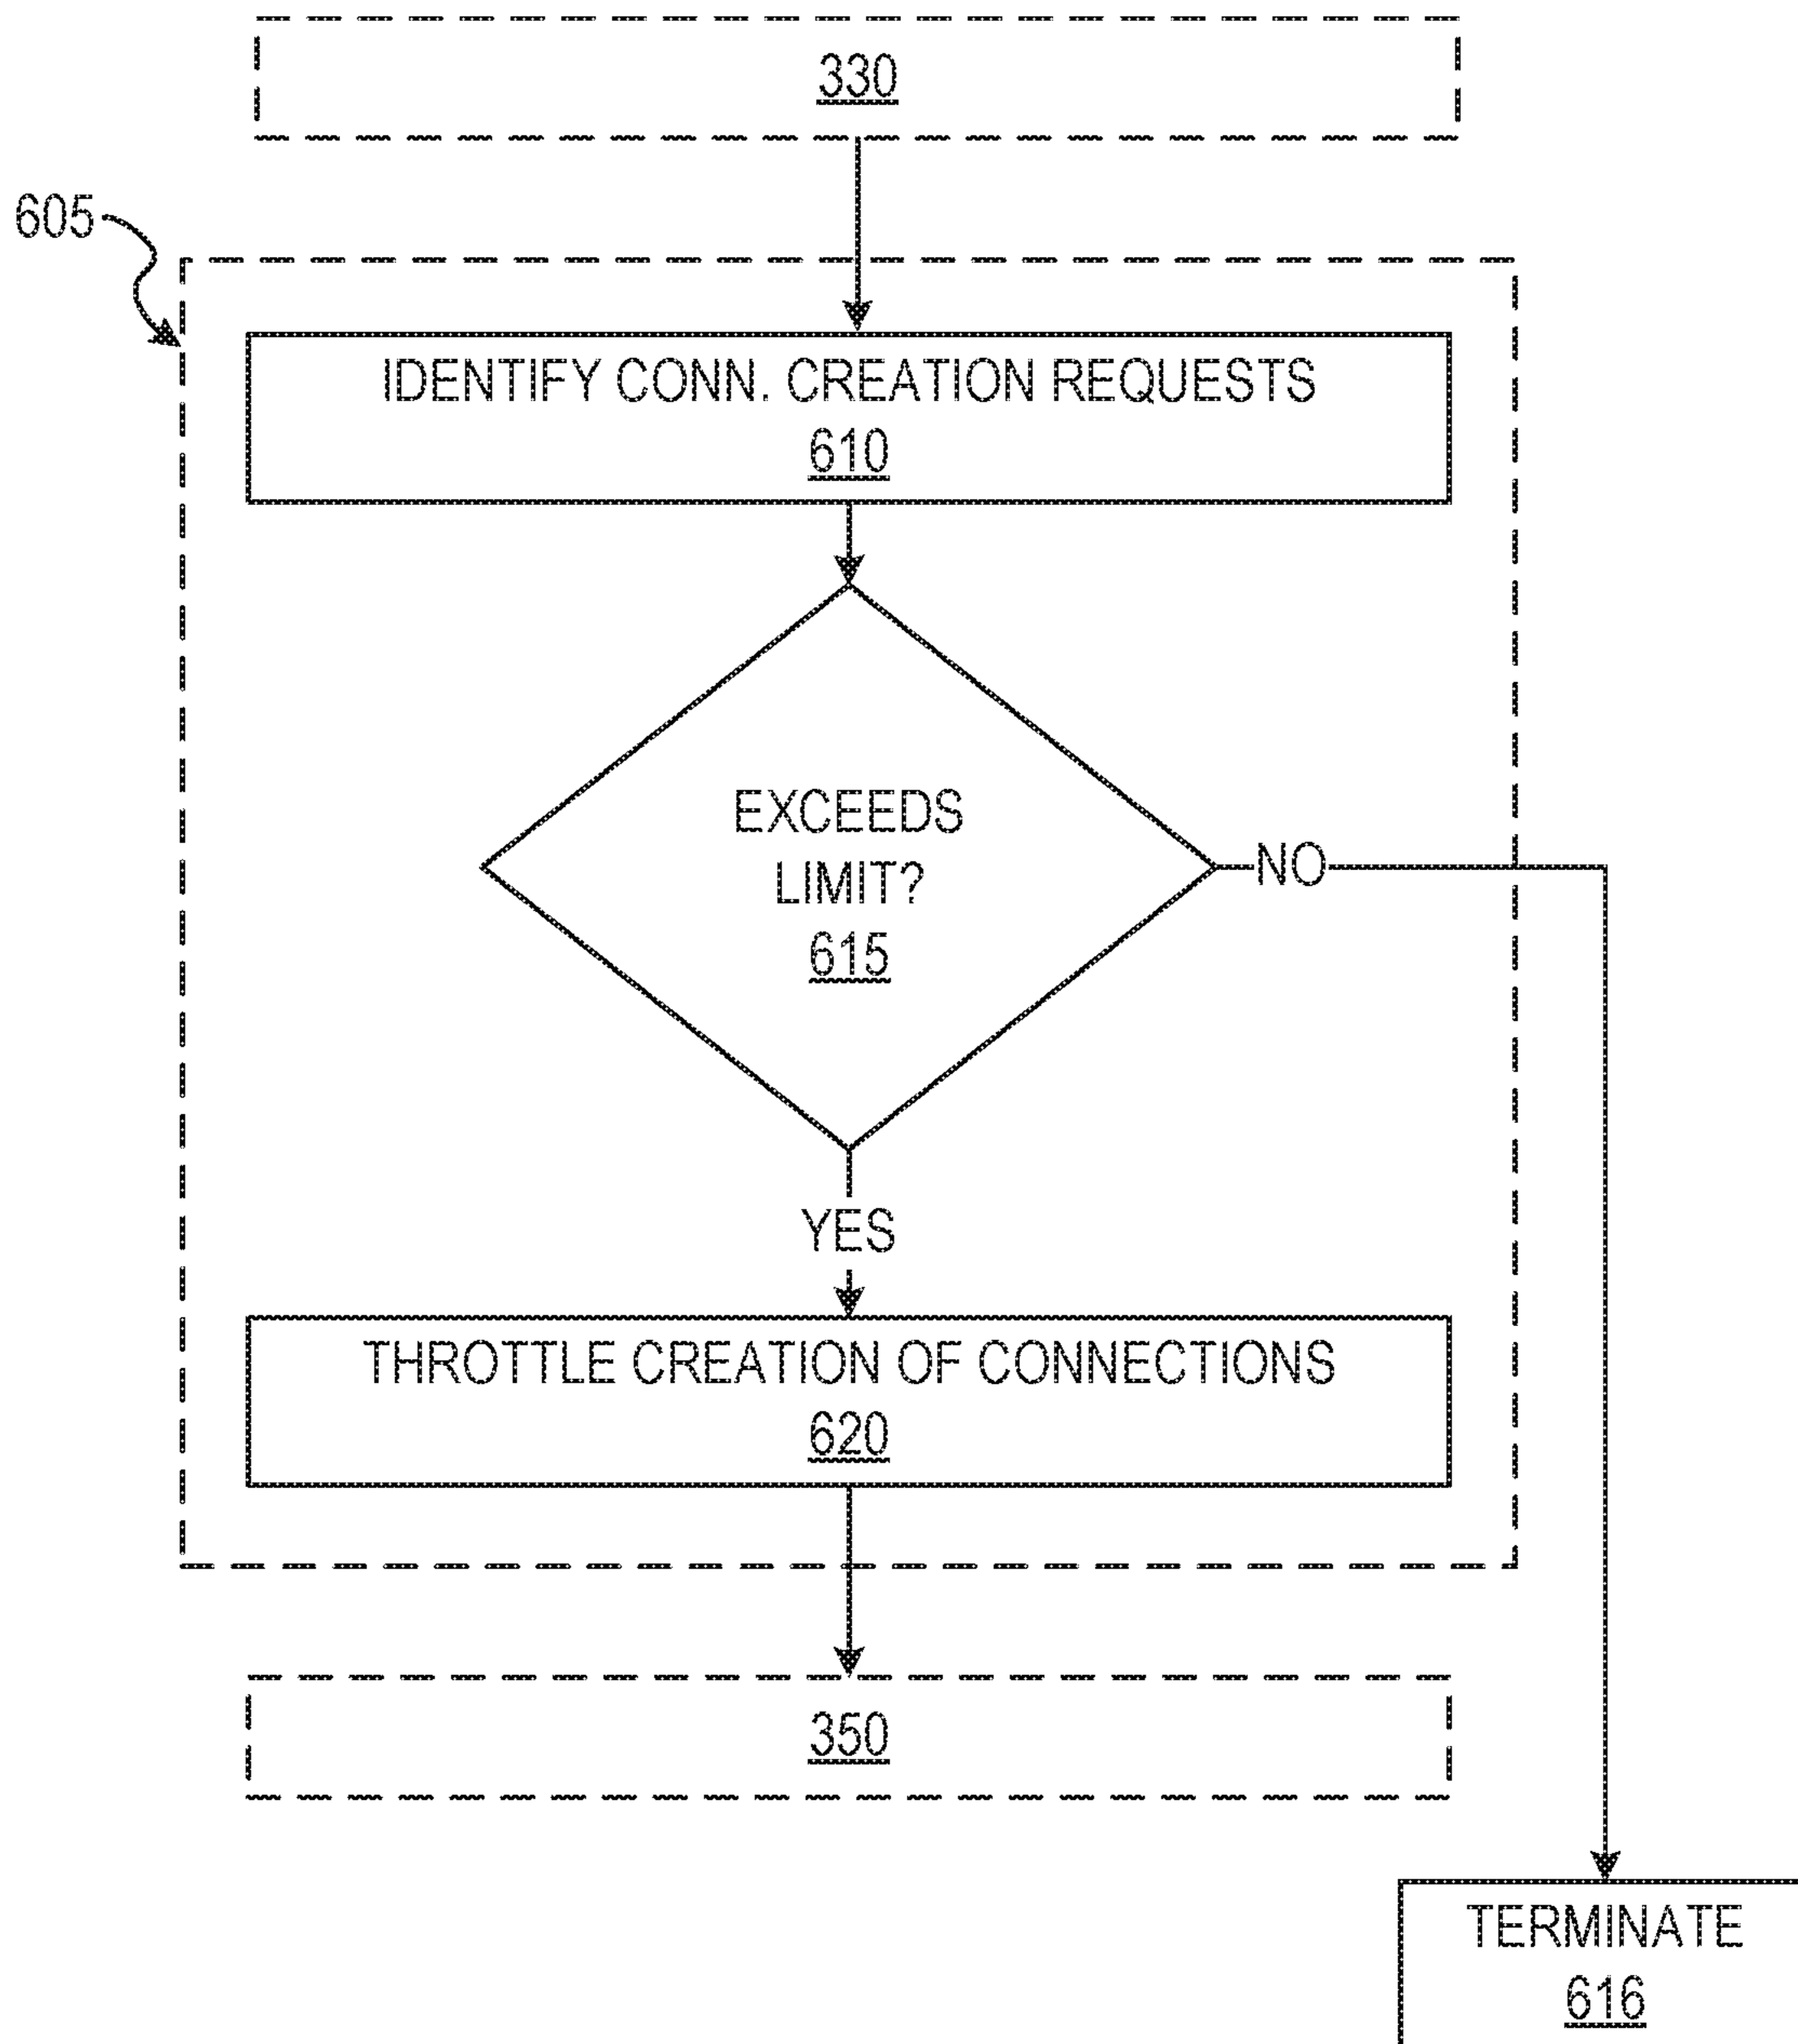 330
605
IDENTIFY CONN. CREATION REQUESTS
610
EXCEEDS
LIMIT?
615
NO
YES
THROTTLE CREATION OF CONNECTIONS
620
350
TERMINATE
616